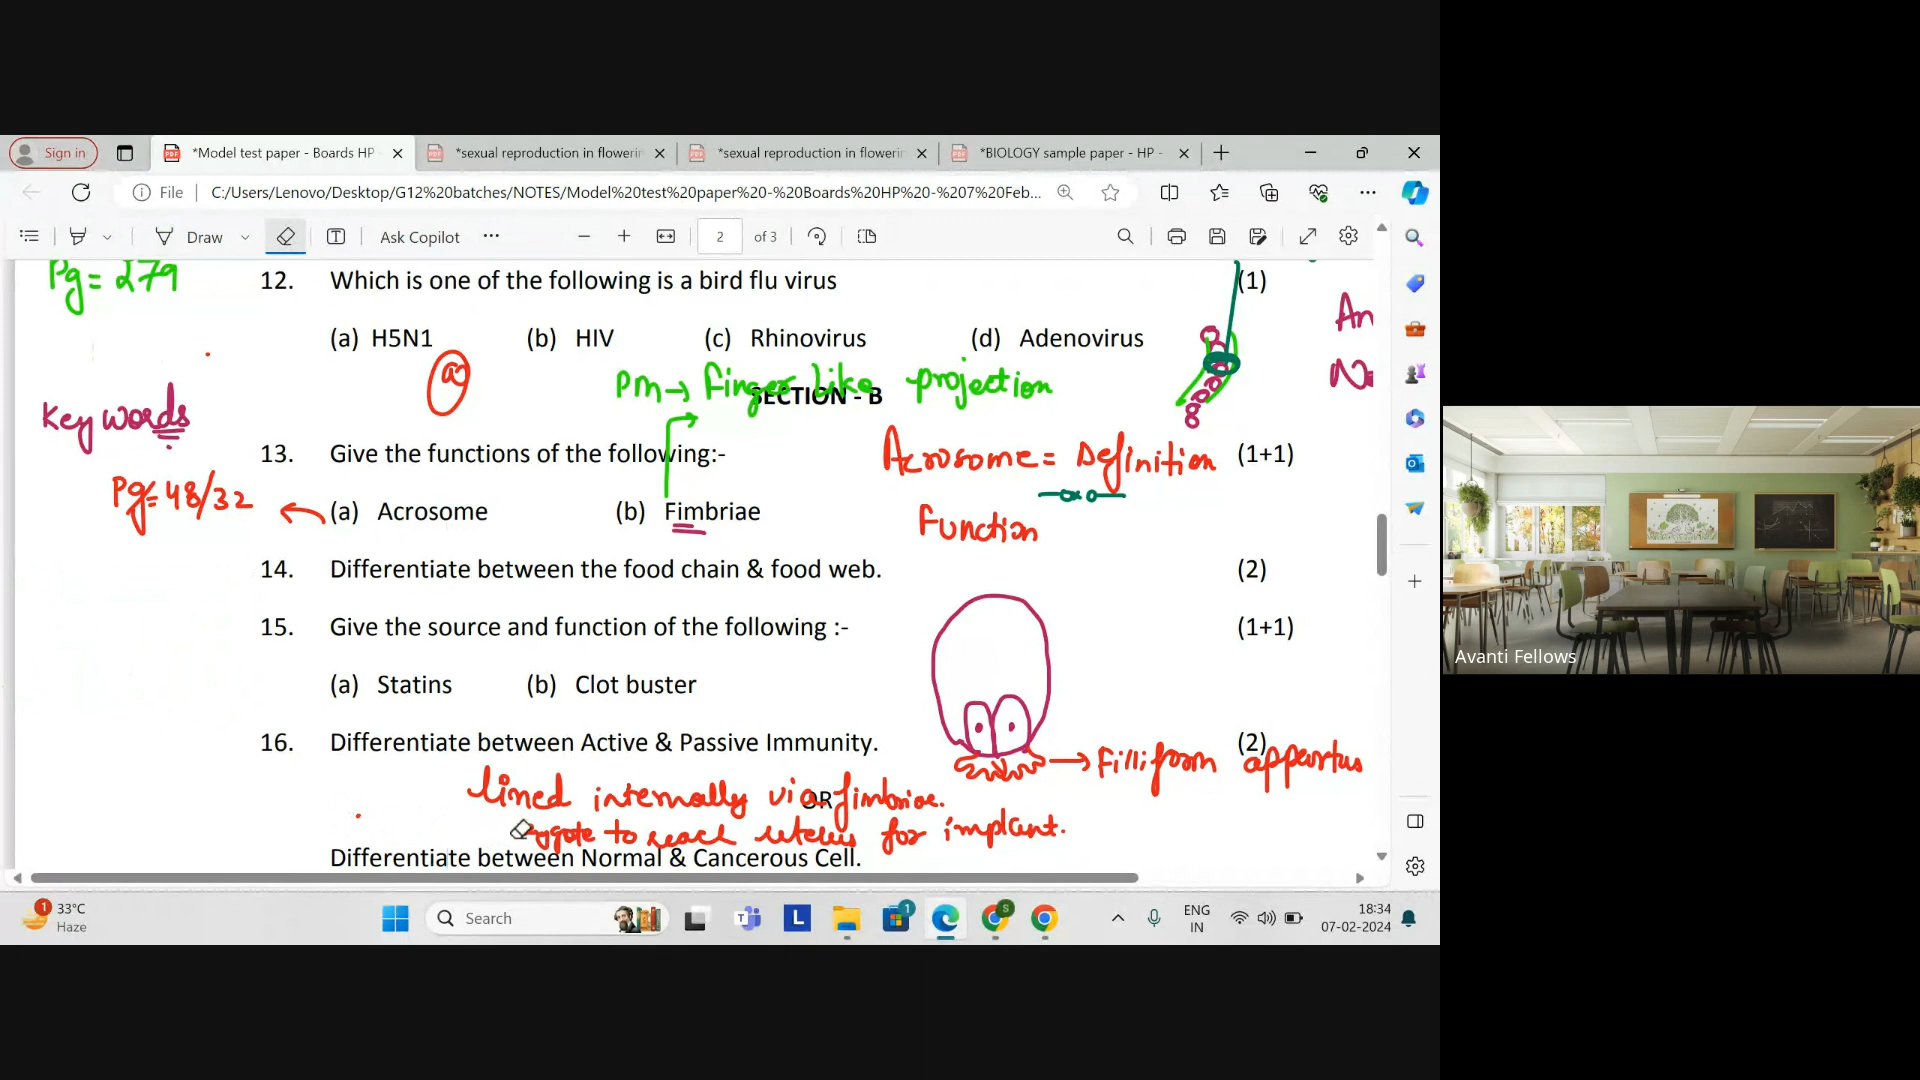 Sign in
*Model test paper - Boards HP -
*sexual reproduction in flowerin
*sexual reproduction in flowerin
*BIOLOGY sample paper - HP -
File
C:/Users/Lenovo/Desktop/G12%20batches/NOTES/Model%20test%20paper%20-%20Boards%20HP%20-%207%20Feb...
Draw
Ask Copilot
2
of 3
Pg= 279
12. Which is one of the following is a bird flu virus (1)
(a) H5N1 (b) HIV (c) Rhinovirus (d) Adenovirus
(a)
Pm → finger like projection
SECTION - B
Key words
13. Give the functions of the following:- (1+1)
Acrosome = Definition
Function
Pg= 48/32
(a) Acrosome (b) Fimbriae
14. Differentiate between the food chain & food web. (2)
15. Give the source and function of the following :- (1+1)
(a) Statins (b) Clot buster
16. Differentiate between Active & Passive Immunity. (2)
→ Filliform
lined internally via fimbriae.
OR
to reach uterus for implant.
Differentiate between Normal & Cancerous Cell.
Avanti Fellows
1
33°C
Haze
Search
L
1
S
ENG
IN
18:34
07-02-2024